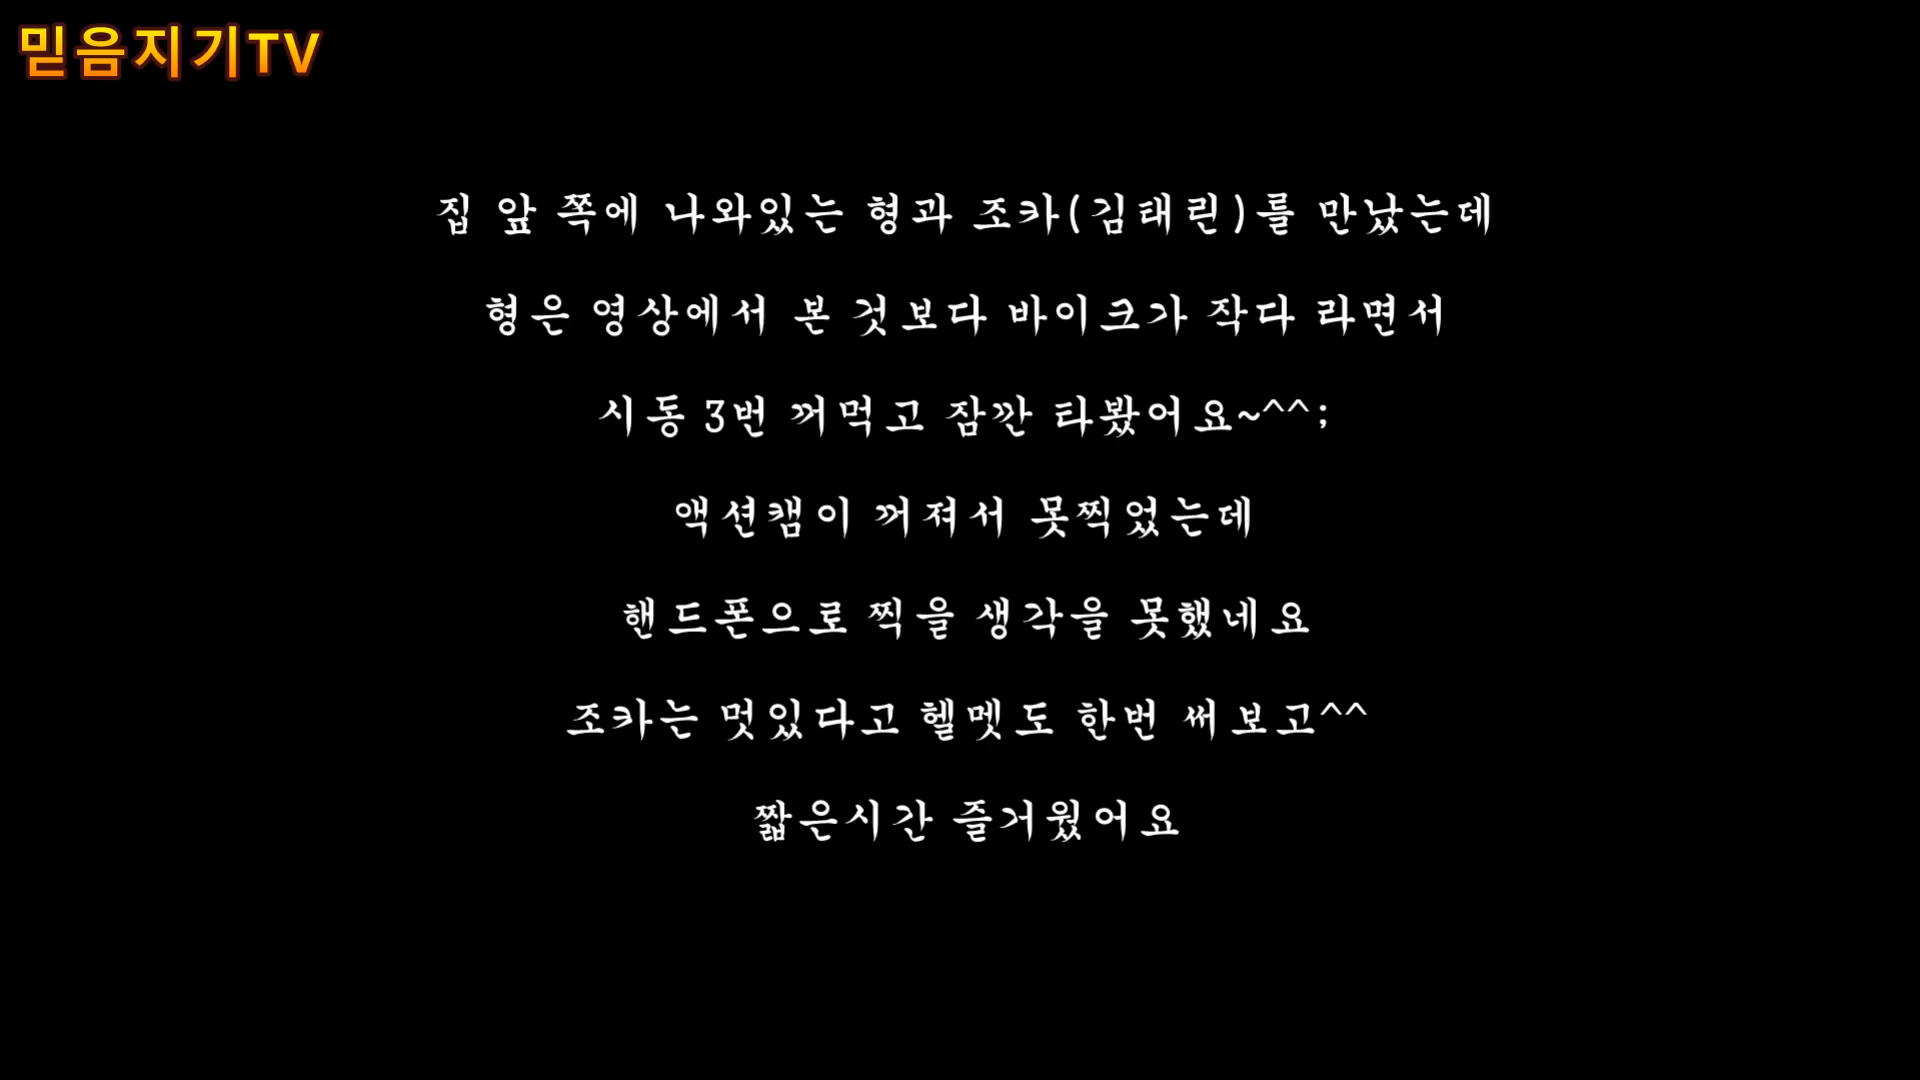 믿음지기TV
집 앞 쪽에 나와있는 형과 조카(김태린)를 만났는데
형은 영상에서 본 것보다 바이크가 작다 라면서
시동 3번 꺼먹고 잠깐 타봤어요~^^;
액션캠이 꺼져서 못찍었는데
핸드폰으로 찍을 생각을 못했네요
조카는 멋있다고 헬멧도 한번 써보고^^
짧은시간 즐거웠어요